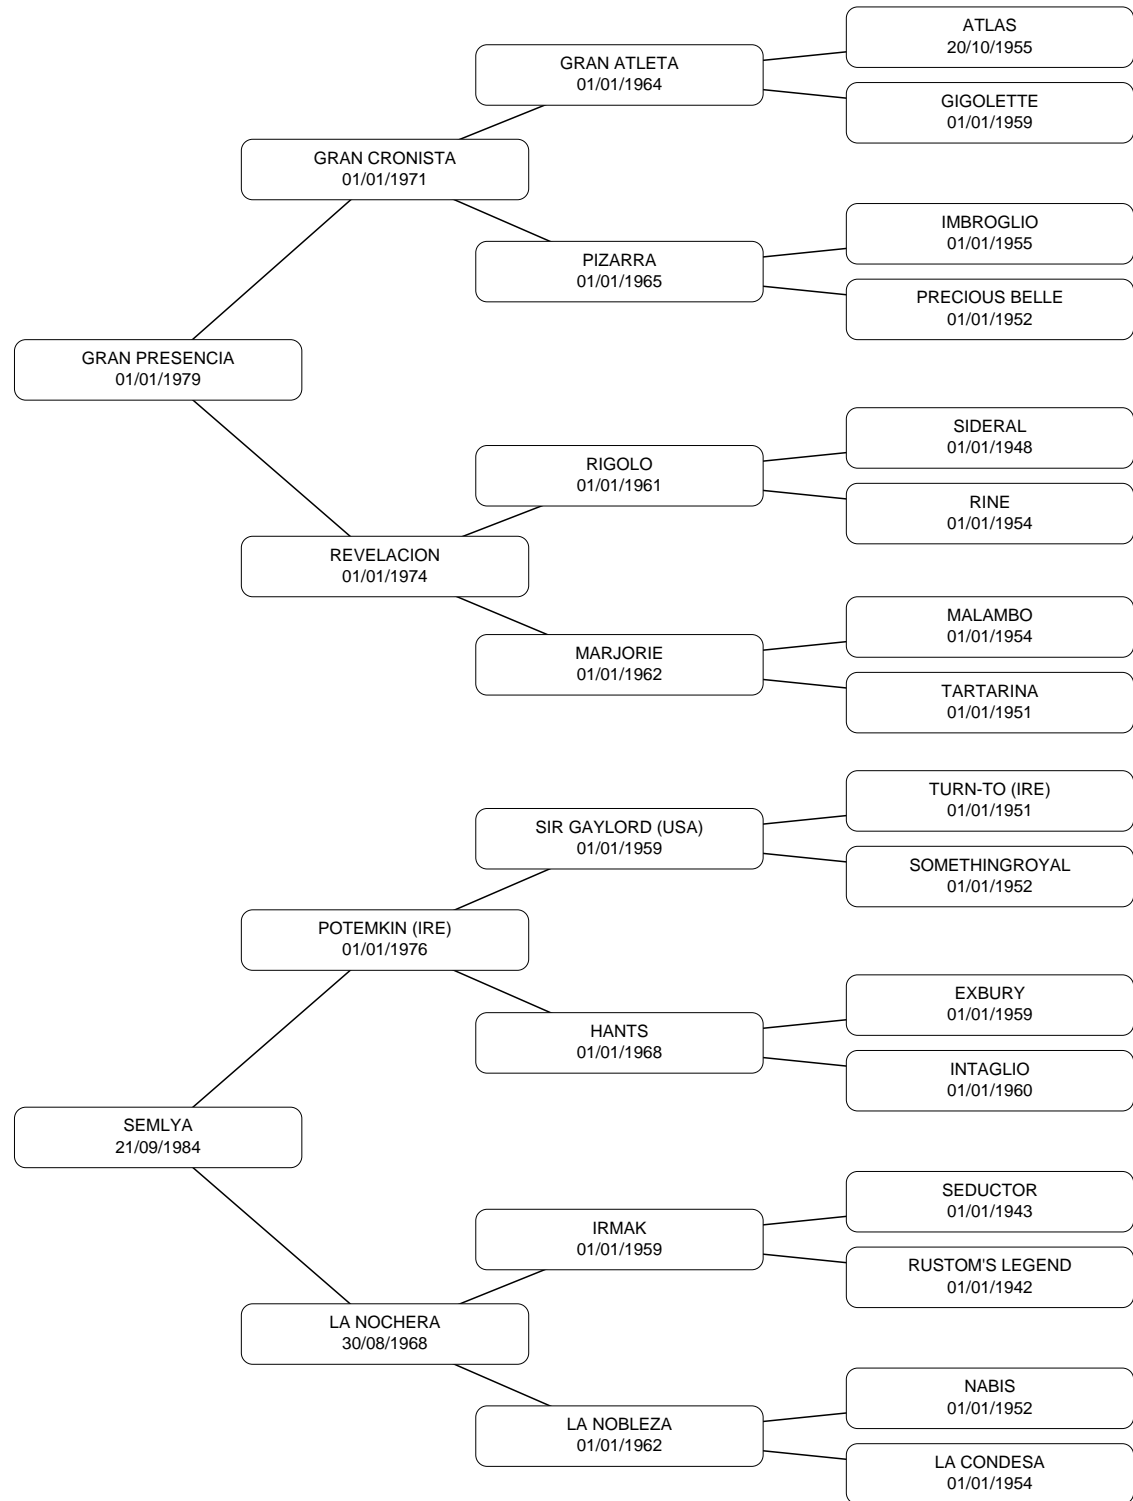 ATLAS
20/10/1955
GRAN ATLETA
01/01/1964
GIGOLETTE
01/01/1959
GRAN CRONISTA
01/01/1971
IMBROGLIO
01/01/1955
PIZARRA
01/01/1965
PRECIOUS BELLE
01/01/1952
GRAN PRESENCIA
01/01/1979
SIDERAL
01/01/1948
RIGOLO
01/01/1961
RINE
01/01/1954
REVELACION
01/01/1974
MALAMBO
01/01/1954
MARJORIE
01/01/1962
TARTARINA
01/01/1951
TURN-TO (IRE)
01/01/1951
SIR GAYLORD (USA)
01/01/1959
SOMETHINGROYAL
01/01/1952
POTEMKIN (IRE)
01/01/1976
EXBURY
01/01/1959
HANTS
01/01/1968
INTAGLIO
01/01/1960
SEMLYA
21/09/1984
SEDUCTOR
01/01/1943
IRMAK
01/01/1959
RUSTOM'S LEGEND
01/01/1942
LA NOCHERA
30/08/1968
NABIS
01/01/1952
LA NOBLEZA
01/01/1962
LA CONDESA
01/01/1954